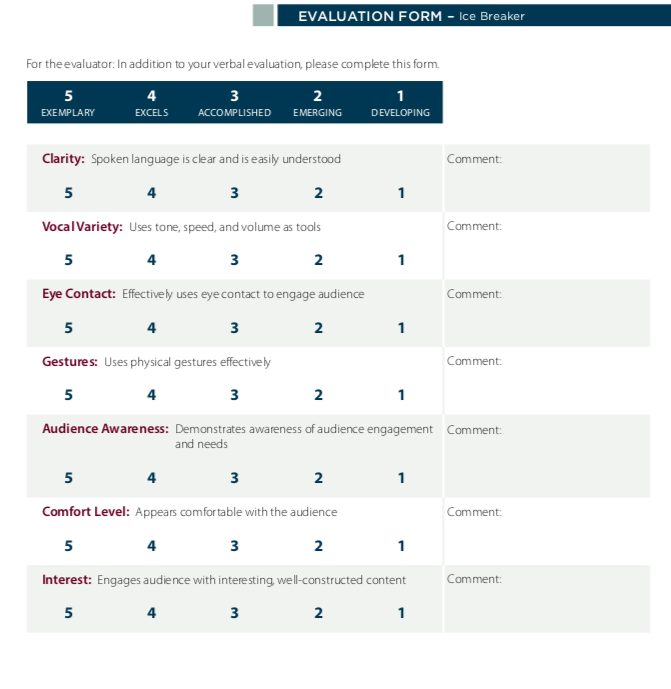 EVALUATION FORM – Ice Breaker
For the evaluator: In addition to your verbal evaluation, please complete this form.
5 4 3 2 1
EXEMPLARY EXCELS ACCOMPLISHED EMERGING DEVELOPING
Clarity: Spoken language is clear and is easily understood Comment:
5 4 3 2 1
Vocal Variety: Uses tone, speed, and volume as tools Comment:
5 4 3 2 1
Eye Contact: Effectively uses eye contact to engage audience Comment:
5 4 3 2 1
Gestures: Uses physical gestures effectively Comment:
5 4 3 2 1
Audience Awareness: Demonstrates awareness of audience engagement Comment:
and needs
5 4 3 2 1
Comfort Level: Appears comfortable with the audience Comment:
5 4 3 2 1
Interest: Engages audience with interesting, well-constructed content Comment:
5 4 3 2 1